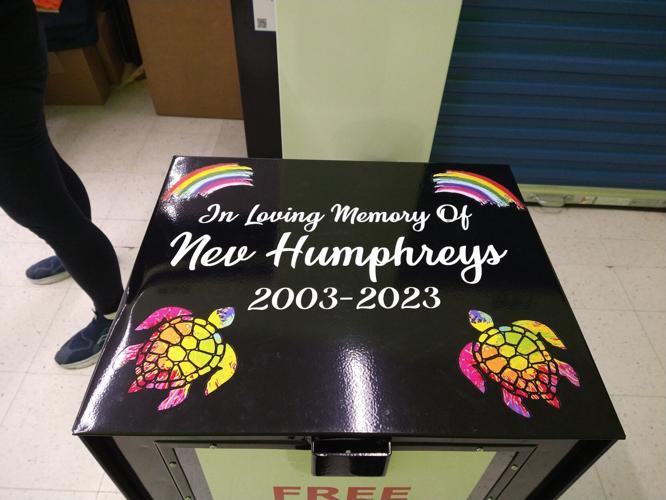 In Loving Memory Of
Nev Humphreys
2003-2023
FREE